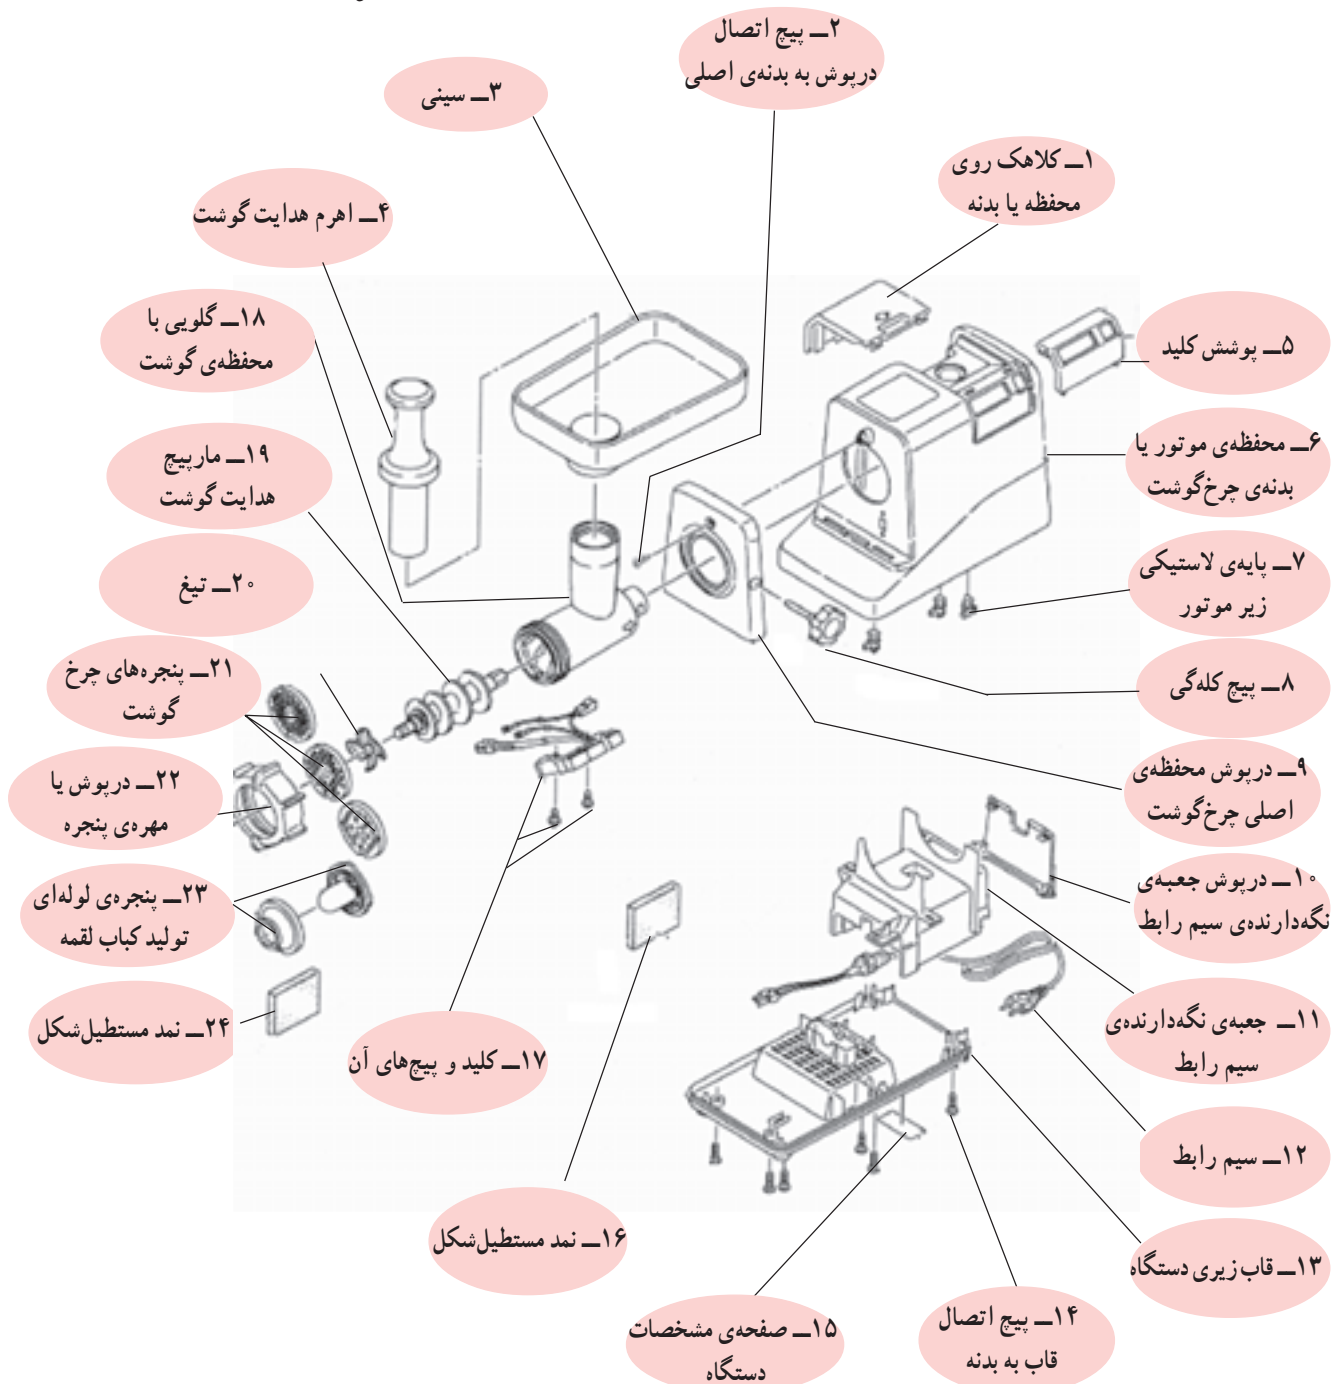 ۱ــ کلاهک روی
محفظه یا بدنه
۲ــ پیچ اتصال
درپوش به بدنه‌ی اصلی
۳ــ سینی
۴ــ اهرم هدایت گوشت
۵ــ پوشش کلید
۶ــ محفظه‌ی موتور یا
بدنه‌ی چرخ‌گوشت
۷ــ پایه‌ی لاستیکی
زیر موتور
۸ــ پیچ کله‌گی
۹ــ درپوش محفظه‌ی
اصلی چرخ‌گوشت
۱۰ــ درپوش جعبه‌ی
نگه‌دارنده‌ی سیم رابط
۱۱ــ جعبه‌ی نگه‌دارنده‌ی
سیم رابط
۱۲ــ سیم رابط
۱۳ــ قاب زیری دستگاه
۱۴ــ پیچ اتصال
قاب به بدنه
۱۵ــ صفحه‌ی مشخصات
دستگاه
۱۶ــ نمد مستطیل‌شکل
۱۷ــ کلید و پیچ‌های آن
۱۸ــ گلویی با
محفظه‌ی گوشت
۱۹ــ مارپیچ
هدایت گوشت
۲۰ــ تیغ
۲۱ــ پنجره‌های چرخ
گوشت
۲۲ــ درپوش یا
مهره‌ی پنجره
۲۳ــ پنجره‌ی لوله‌ای
تولید کباب لقمه
۲۴ــ نمد مستطیل‌شکل